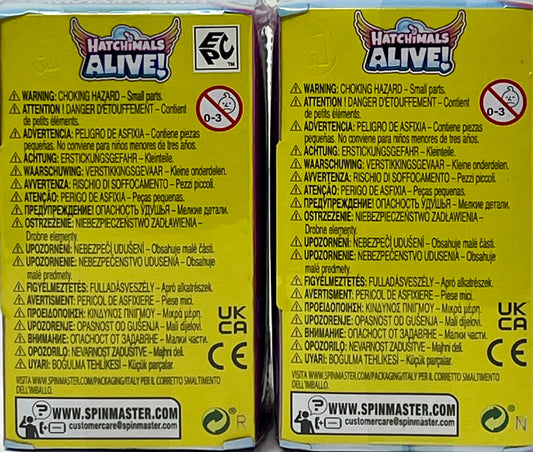 HATCHIMALS
ALIVE!
EPC
TM
⚠ WARNING: CHOKING HAZARD – Small parts.
⚠ ATTENTION ! DANGER D'ÉTOUFFEMENT – Contient
de petits éléments.
0-3
⚠ ADVERTENCIA: PELIGRO DE ASFIXIA – Contiene piezas
pequeñas. No conviene para niños menores de tres años.
⚠ ACHTUNG: ERSTICKUNGSGEFAHR – Kleinteile.
⚠ WAARSCHUWING: VERSTIKKINGSGEVAAR – Kleine onderdelen.
⚠ AVVERTENZA: RISCHIO DI SOFFOCAMENTO – Pezzi piccoli.
⚠ ATENÇÃO: PERIGO DE ASFIXIA – Peças pequenas.
⚠ ПРЕДУПРЕЖДЕНИЕ! ОПАСНОСТЬ УДУШЬЯ – Мелкие детали.
⚠ OSTRZEŻENIE: NIEBEZPIECZEŃSTWO ZADŁAWIENIA –
Drobne elementy.
⚠ UPOZORNĚNÍ: NEBEZPEČÍ UDUŠENÍ – Obsahuje malé části.
⚠ UPOZORNENIE: NEBEZPEČENSTVO UDUSENIA – Obsahuje
malé predmety.
⚠ FIGYELMEZTETÉS: FULLADÁSVESZÉLY – Apró alkatrészek.
⚠ AVERTISMENT: PERICOL DE ASFIXIERE – Piese mici.
⚠ ΠΡΟΕΙΔΟΠΟΙΗΣΗ: ΚΙΝΔΥΝΟΣ ΠΝΙΓΜΟΥ – Μικρά μέρη.
⚠ UPOZORENJE: OPASNOST OD GUŠENJA – Mali dijelovi.
⚠ ВНИМАНИЕ: ОПАСНОСТ ОТ ЗАДАВЯНЕ – Малки части.
⚠ OPOZORILO: NEVARNOST ZADUŠITVE – Majhni deli.
⚠ UYARI: BOĞULMA TEHLİKESİ – Küçük parçalar.
UK
CA
CE
VISITA WWW.SPINMASTER.COM/PACKAGING/ITALY PER IL CORRETTO SMALTIMENTO
DELL'IMBALLO.
? WWW.SPINMASTER.COM
customercare@spinmaster.com
R
HATCHIMALS
ALIVE!
⚠ WARNING: CHOKING HAZARD – Small parts.
⚠ ATTENTION ! DANGER D'ÉTOUFFEMENT – Contient
de petits éléments.
0-3
⚠ ADVERTENCIA: PELIGRO DE ASFIXIA – Contiene piezas
pequeñas. No conviene para niños menores de tres años.
⚠ ACHTUNG: ERSTICKUNGSGEFAHR – Kleinteile.
⚠ WAARSCHUWING: VERSTIKKINGSGEVAAR – Kleine onderdelen.
⚠ AVVERTENZA: RISCHIO DI SOFFOCAMENTO – Pezzi piccoli.
⚠ ATENÇÃO: PERIGO DE ASFIXIA – Peças pequenas.
⚠ ПРЕДУПРЕЖДЕНИЕ! ОПАСНОСТЬ УДУШЬЯ – Мелкие детали.
⚠ OSTRZEŻENIE: NIEBEZPIECZEŃSTWO ZADŁAWIENIA –
Drobne elementy.
⚠ UPOZORNĚNÍ: NEBEZPEČÍ UDUŠENÍ – Obsahuje malé části.
⚠ UPOZORNENIE: NEBEZPEČENSTVO UDUSENIA – Obsahuje
malé predmety.
⚠ FIGYELMEZTETÉS: FULLADÁSVESZÉLY – Apró alkatrészek.
⚠ AVERTISMENT: PERICOL DE ASFIXIERE – Piese mici.
⚠ ΠΡΟΕΙΔΟΠΟΙΗΣΗ: ΚΙΝΔΥΝΟΣ ΠΝΙΓΜΟΥ – Μικρά μέρη.
⚠ UPOZORENJE: OPASNOST OD GUŠENJA – Mali dijelovi.
⚠ ВНИМАНИЕ: ОПАСНОСТ ОТ ЗАДАВЯНЕ – Малки части.
⚠ OPOZORILO: NEVARNOST ZADUŠITVE – Majhni deli.
⚠ UYARI: BOĞULMA TEHLİKESİ – Küçük parçalar.
UK
CA
CE
VISITA WWW.SPINMASTER.COM/PACKAGING/ITALY PER IL CORRETTO SMALTIMENTO
DELL'IMBALLO.
? WWW.SPINMASTER.COM
customercare@spinmaster.com
N